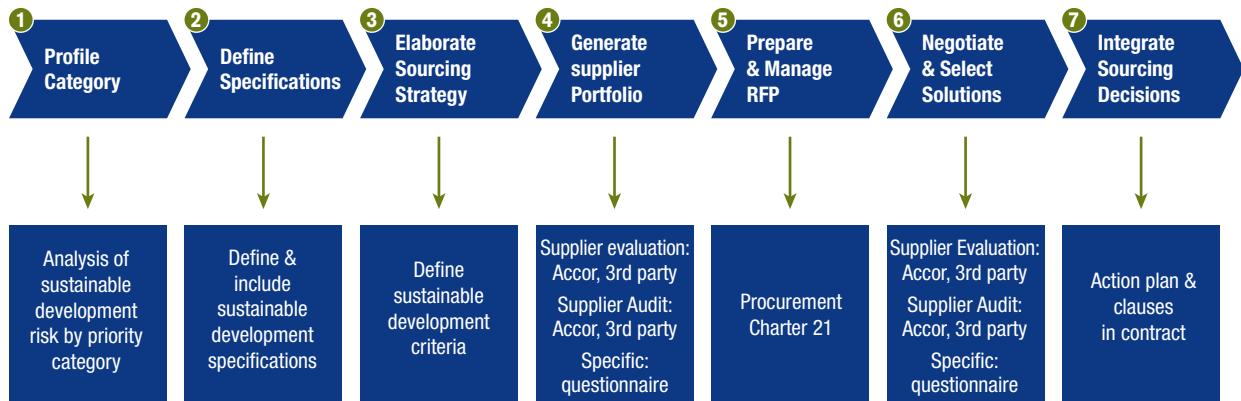 1
Profile
Category
2
Define
Specifications
3
Elaborate
Sourcing
Strategy
4
Generate
supplier
Portfolio
5
Prepare
& Manage
RFP
6
Negotiate
& Select
Solutions
7
Integrate
Sourcing
Decisions
Analysis of
sustainable
development
risk by priority
category
Define &
include
sustainable
development
specifications
Define
sustainable
development
criteria
Supplier evaluation:
Accor, 3rd party
Supplier Audit:
Accor, 3rd party
Specific:
questionnaire
Procurement
Charter 21
Supplier Evaluation:
Accor, 3rd party
Supplier Audit:
Accor, 3rd party
Specific:
questionnaire
Action plan &
clauses
in contract